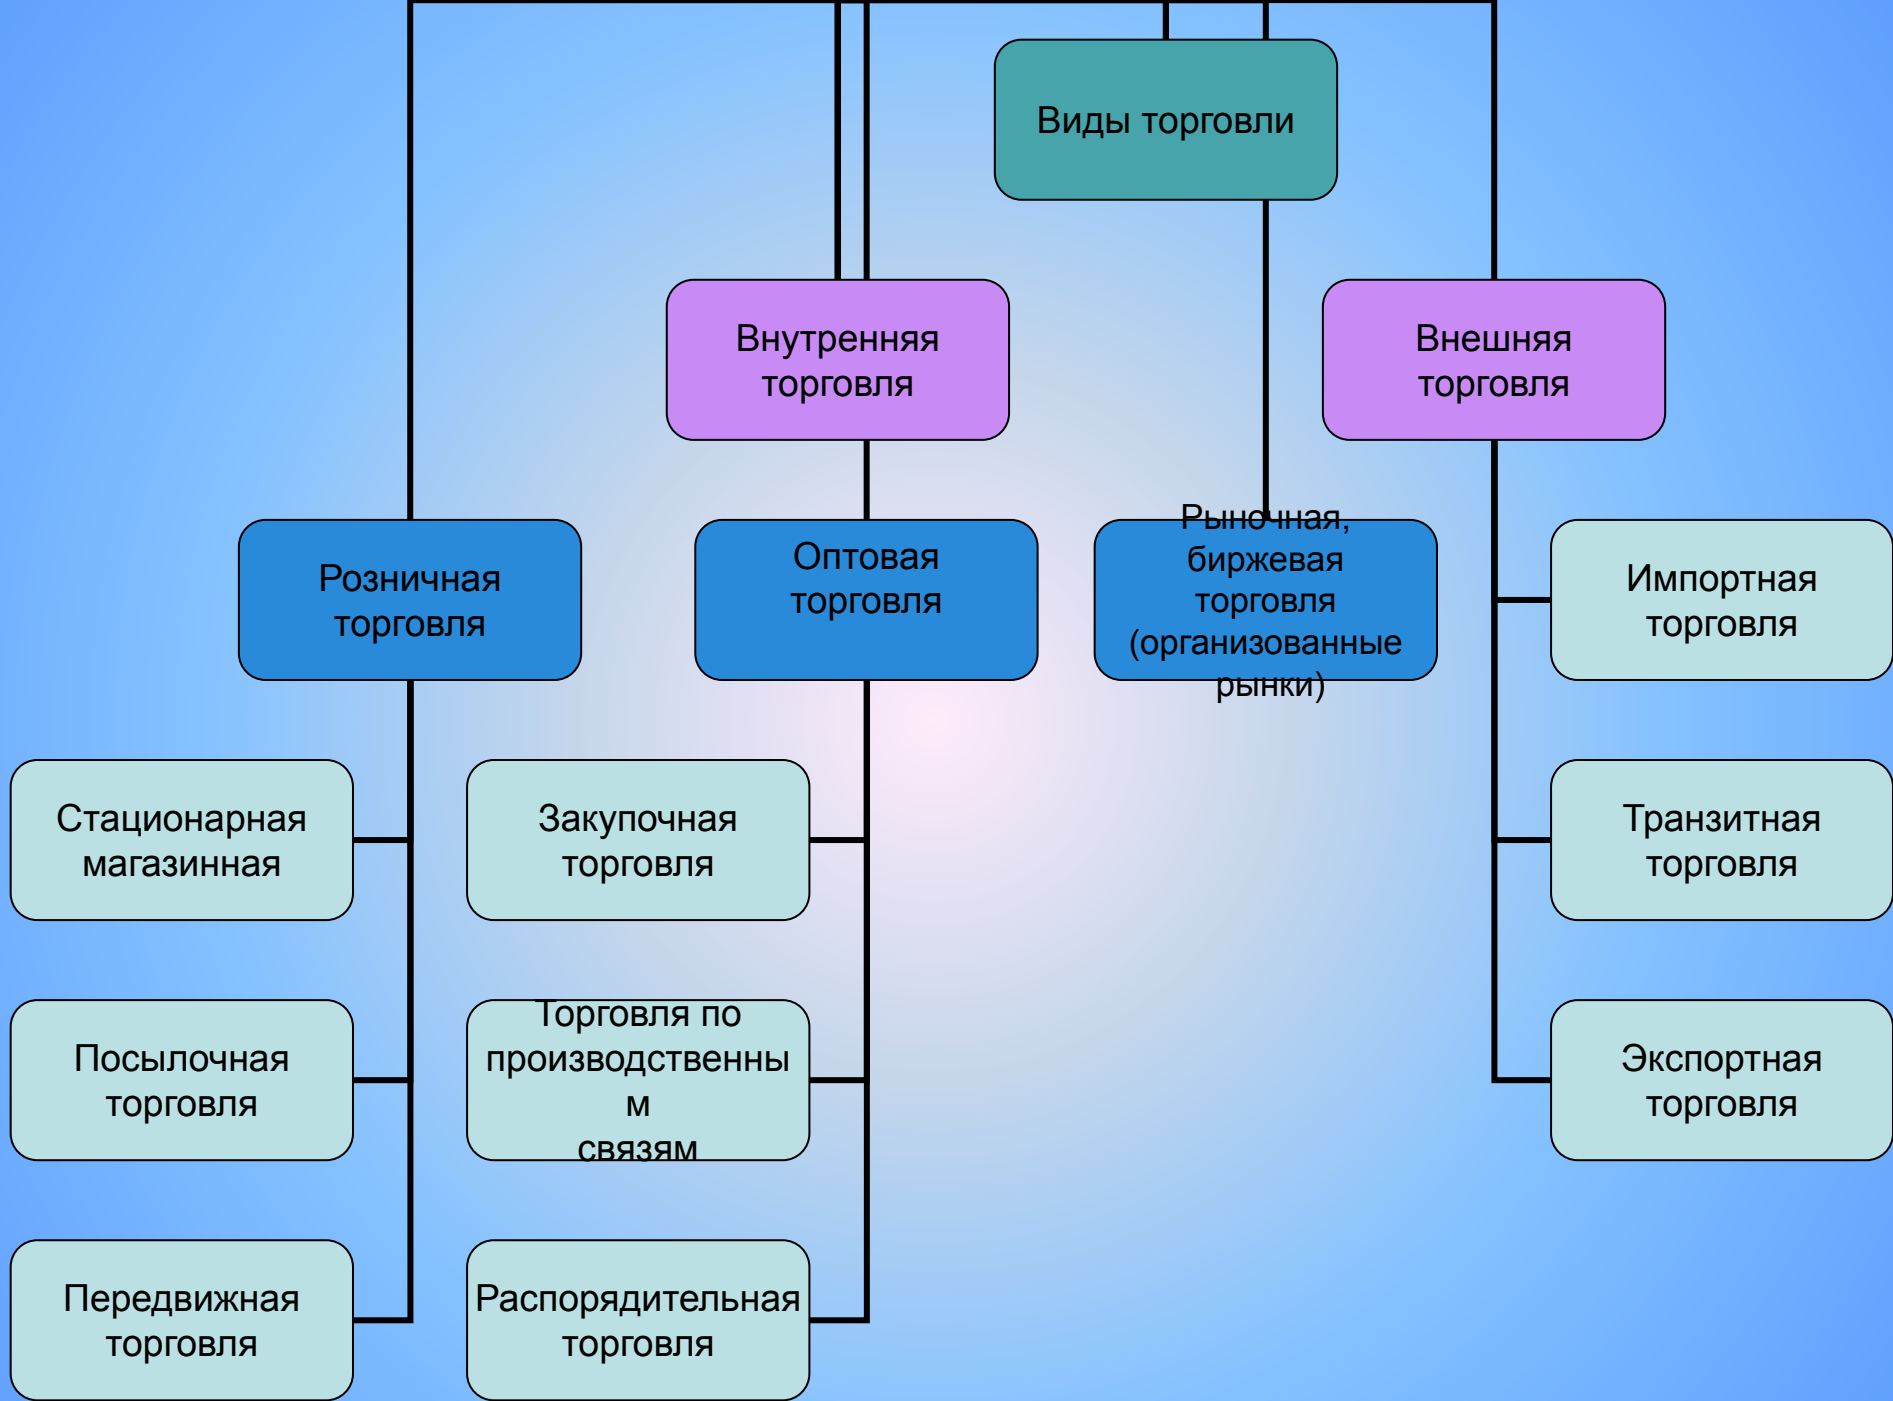 Виды торговли
Внутренняя
торговля
Внешняя
торговля
Розничная
торговля
Оптовая
торговля
Рыночная,
биржевая
торговля
(организованные
рынки)
Импортная
торговля
Стационарная
магазинная
Закупочная
торговля
Транзитная
торговля
Посылочная
торговля
Торговля по
производственны
м
связям
Экспортная
торговля
Передвижная
торговля
Распорядительная
торговля